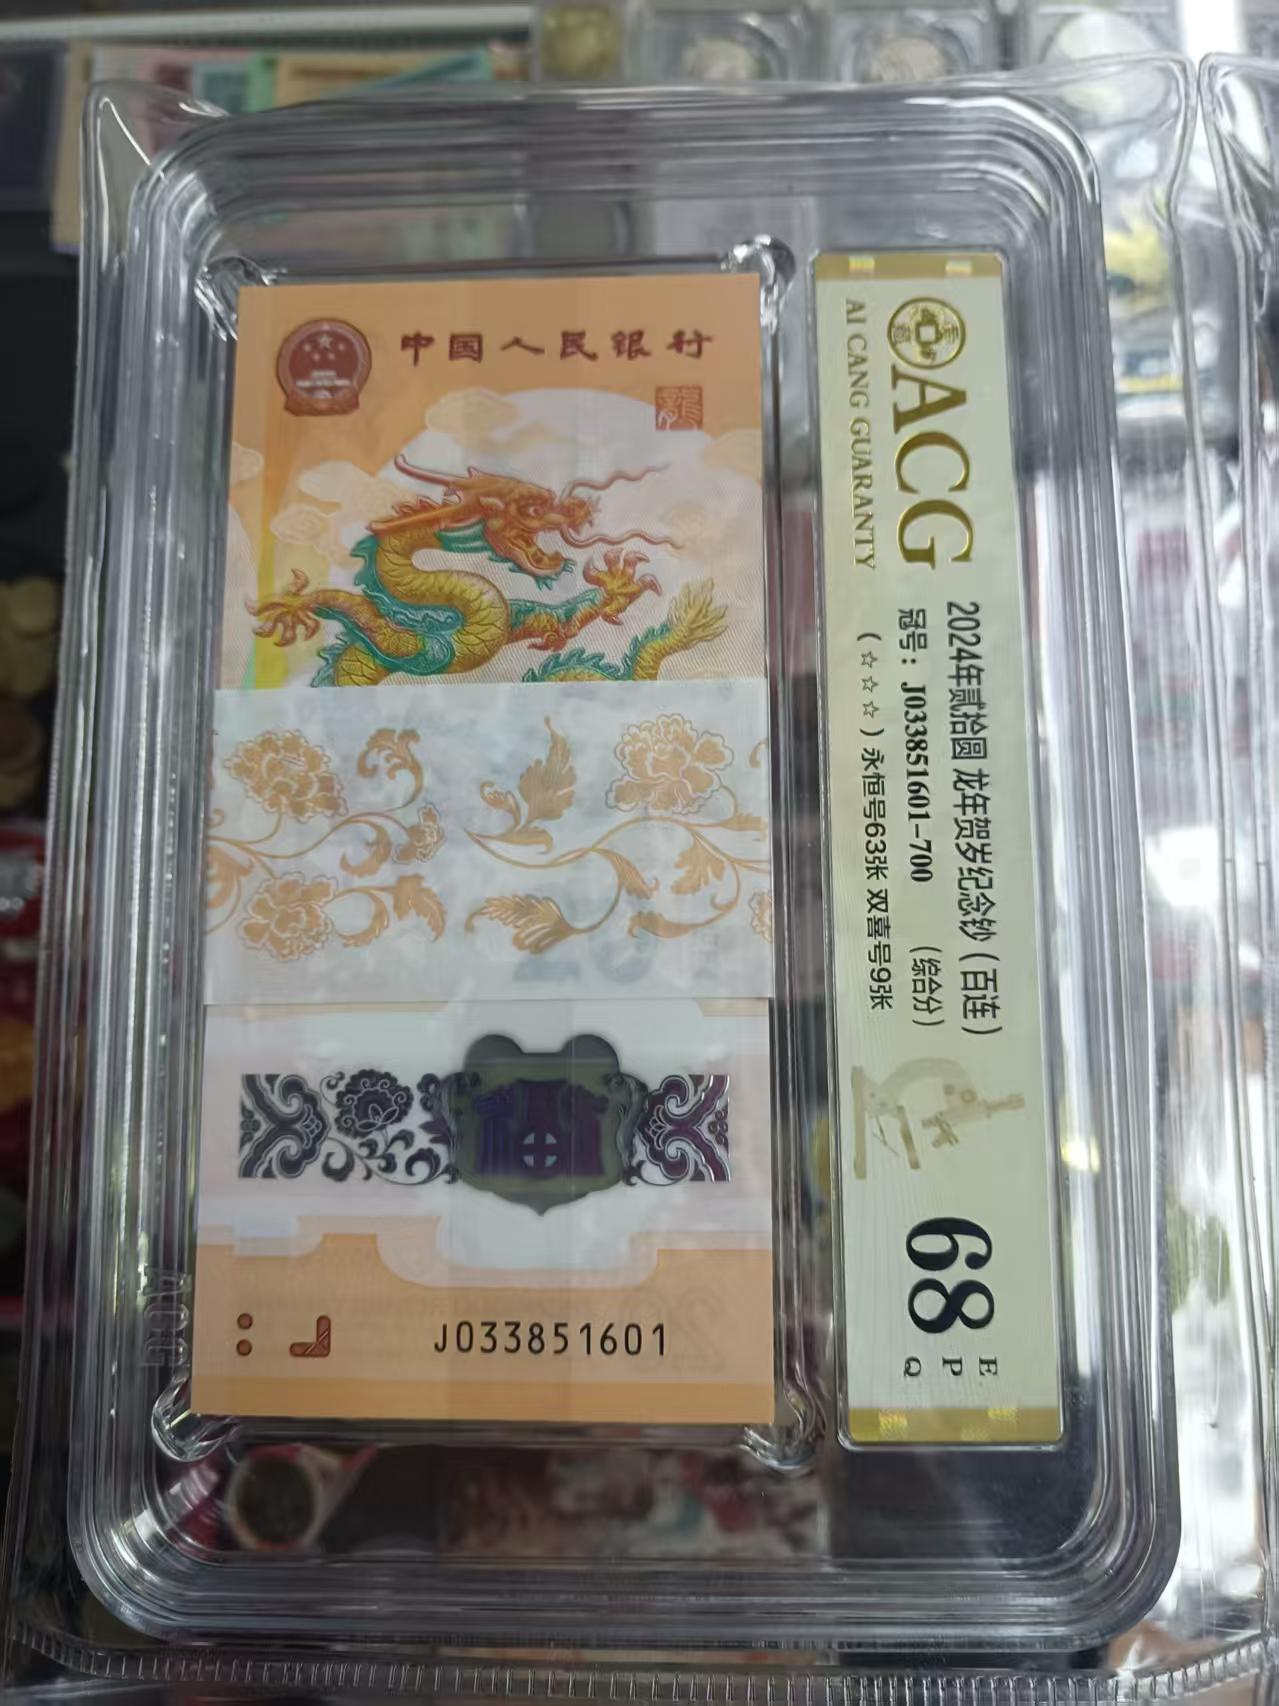 中国人民银行
龍
J033851601
ACG
AI CANG GUARANTY
2024年贰拾圆 龙年贺岁纪念钞（百连）
冠号：J033851601-700 （综合分）
（☆☆☆）永恒号63张 双喜号9张
68
E
P
Q
ACG